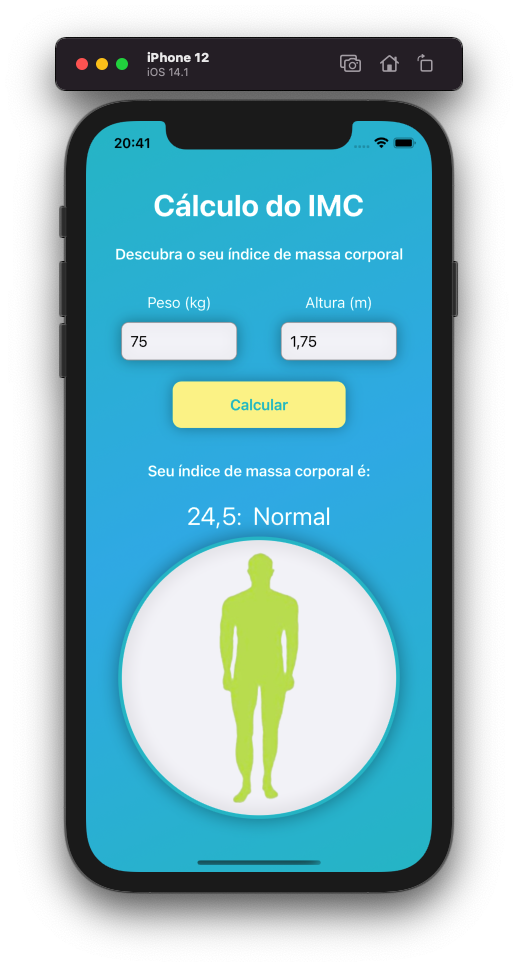 iPhone 12
iOS 14.1
20:41
Cálculo do IMC
Descubra o seu índice de massa corporal
Peso (kg) Altura (m)
75 1,75
Calcular
Seu índice de massa corporal é:
24,5: Normal